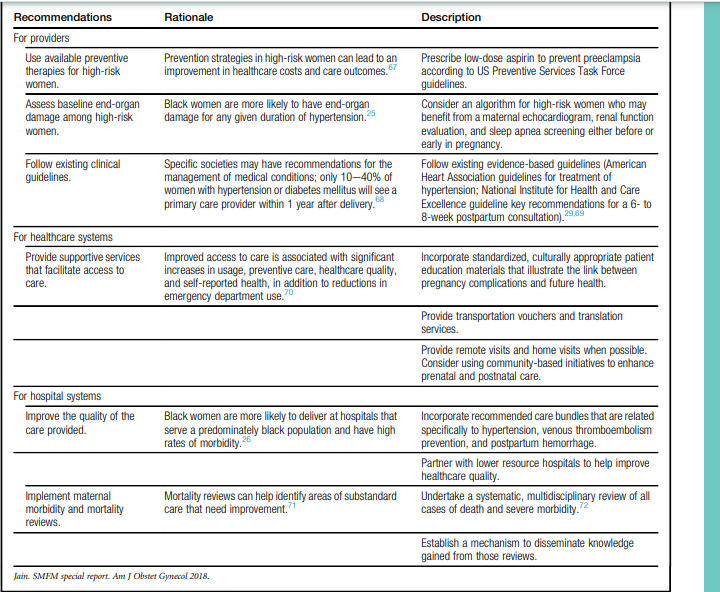 Recommendations Rationale Description
For providers
Use available preventive Prevention strategies in high-risk women can lead to an Prescribe low-dose aspirin to prevent preeclampsia
therapies for high-risk improvement in healthcare costs and care outcomes.67 according to US Preventive Services Task Force
women. guidelines.
Assess baseline end-organ Black women are more likely to have end-organ Consider an algorithm for high-risk women who may
damage among high-risk damage for any given duration of hypertension.25 benefit from a maternal echocardiogram, renal function
women. evaluation, and sleep apnea screening either before or
early in pregnancy.
Follow existing clinical Specific societies may have recommendations for the Follow existing evidence-based guidelines (American
guidelines. management of medical conditions; only 10—40% of Heart Association guidelines for treatment of
women with hypertension or diabetes mellitus will see a hypertension; National Institute for Health and Care
primary care provider within 1 year after delivery.68 Excellence guideline key recommendations for a 6- to
8-week postpartum consultation).29,69
For healthcare systems
Provide supportive services Improved access to care is associated with significant Incorporate standardized, culturally appropriate patient
that facilitate access to increases in usage, preventive care, healthcare quality, education materials that illustrate the link between
care. and self-reported health, in addition to reductions in pregnancy complications and future health.
emergency department use.70
Provide transportation vouchers and translation
services.
Provide remote visits and home visits when possible.
Consider using community-based initiatives to enhance
prenatal and postnatal care.
For hospital systems
Improve the quality of the Black women are more likely to deliver at hospitals that Incorporate recommended care bundles that are related
care provided. serve a predominately black population and have high specifically to hypertension, venous thromboembolism
rates of morbidity.26 prevention, and postpartum hemorrhage.
Partner with lower resource hospitals to help improve
healthcare quality.
Implement maternal Mortality reviews can help identify areas of substandard Undertake a systematic, multidisciplinary review of all
morbidity and mortality care that need improvement.71 cases of death and severe morbidity.72
reviews.
Establish a mechanism to disseminate knowledge
gained from those reviews.
Jain. SMFM special report. Am J Obstet Gynecol 2018.